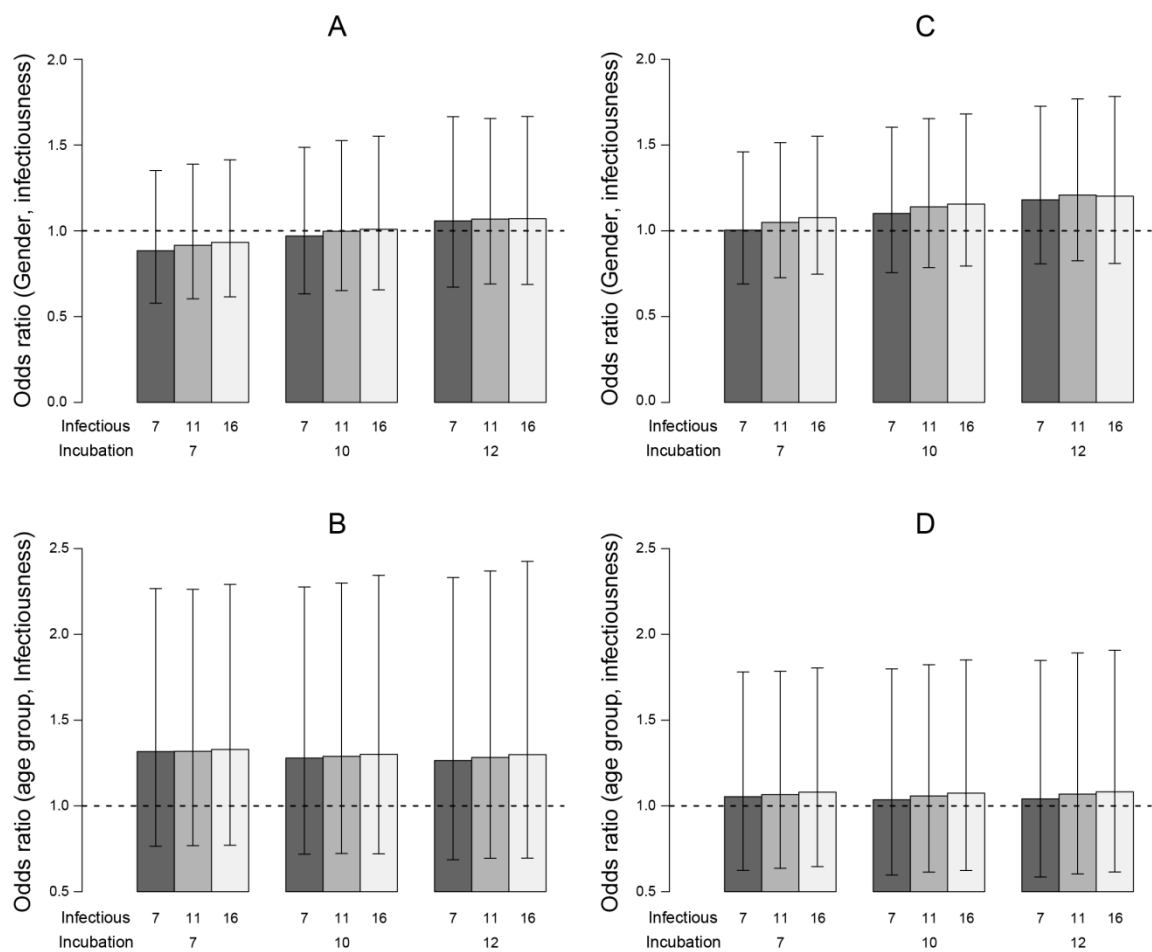 A
Odds ratio (Gender, infectiousness)
2.0
1.5
1.0
0.5
0.0
Infectious 7 11 16 7 11 16 7 11 16
Incubation 7 10 12
C
Odds ratio (Gender, infectiousness)
2.0
1.5
1.0
0.5
0.0
Infectious 7 11 16 7 11 16 7 11 16
Incubation 7 10 12
B
Odds ratio (age group, Infectiousness)
2.5
2.0
1.5
1.0
0.5
Infectious 7 11 16 7 11 16 7 11 16
Incubation 7 10 12
D
Odds ratio (age group, infectiousness)
2.5
2.0
1.5
1.0
0.5
Infectious 7 11 16 7 11 16 7 11 16
Incubation 7 10 12